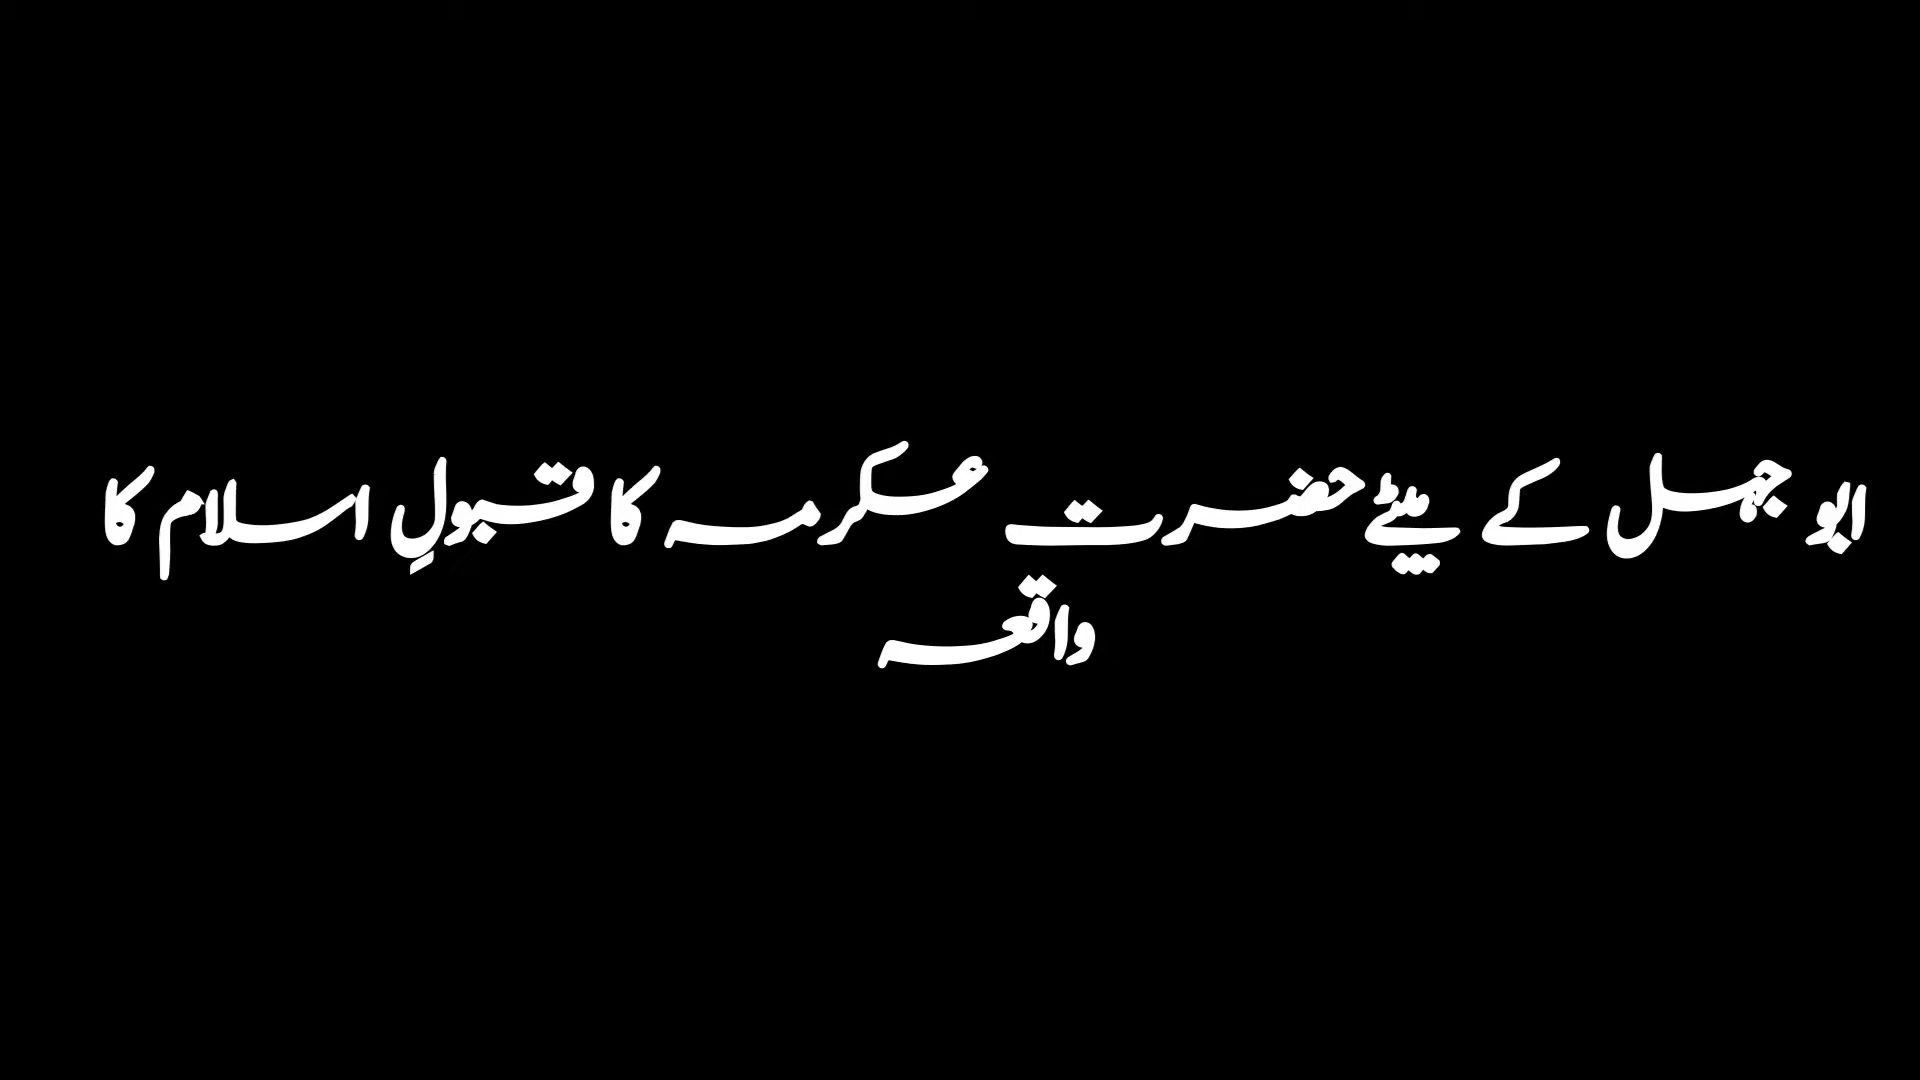 ابو جہل کے بیٹے حضرت عکرمہ کا قبولِ اسلام کا
واقعہ